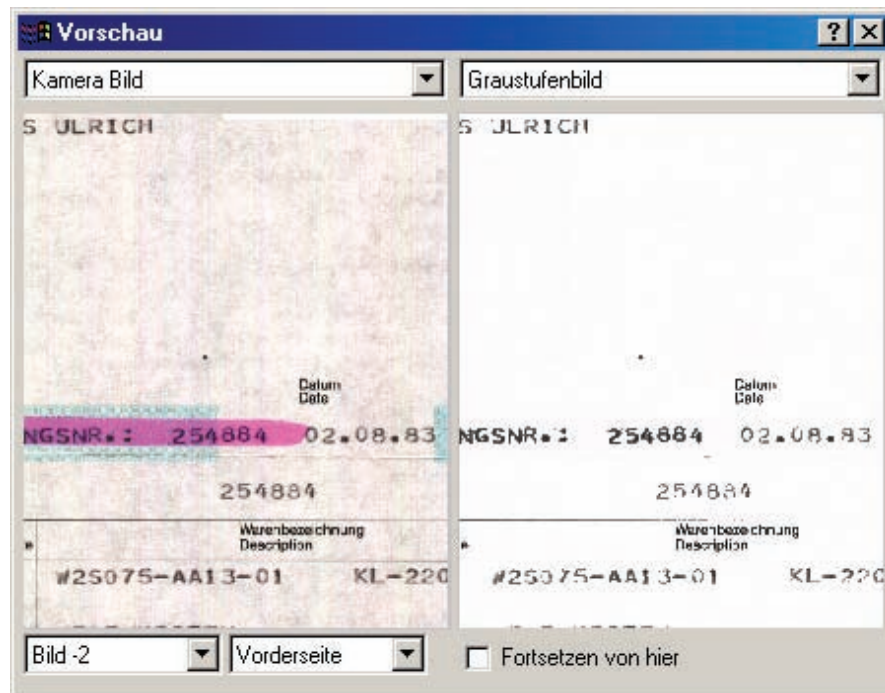 Vorschau
Kamera Bild
Graustufenbild
S ULRICH
Datum
Date
NGSNR.: 254884 02.08.83
254884
Warenbezeichnung
Description
W25075-AA13-01 KL-220
S ULRICH
Datum
Date
NGSNR.: 254884 02.08.83
254884
Warenbezeichnung
Description
W25075-AA13-01 KL-220
Bild -2
Vorderseite
Fortsetzen von hier